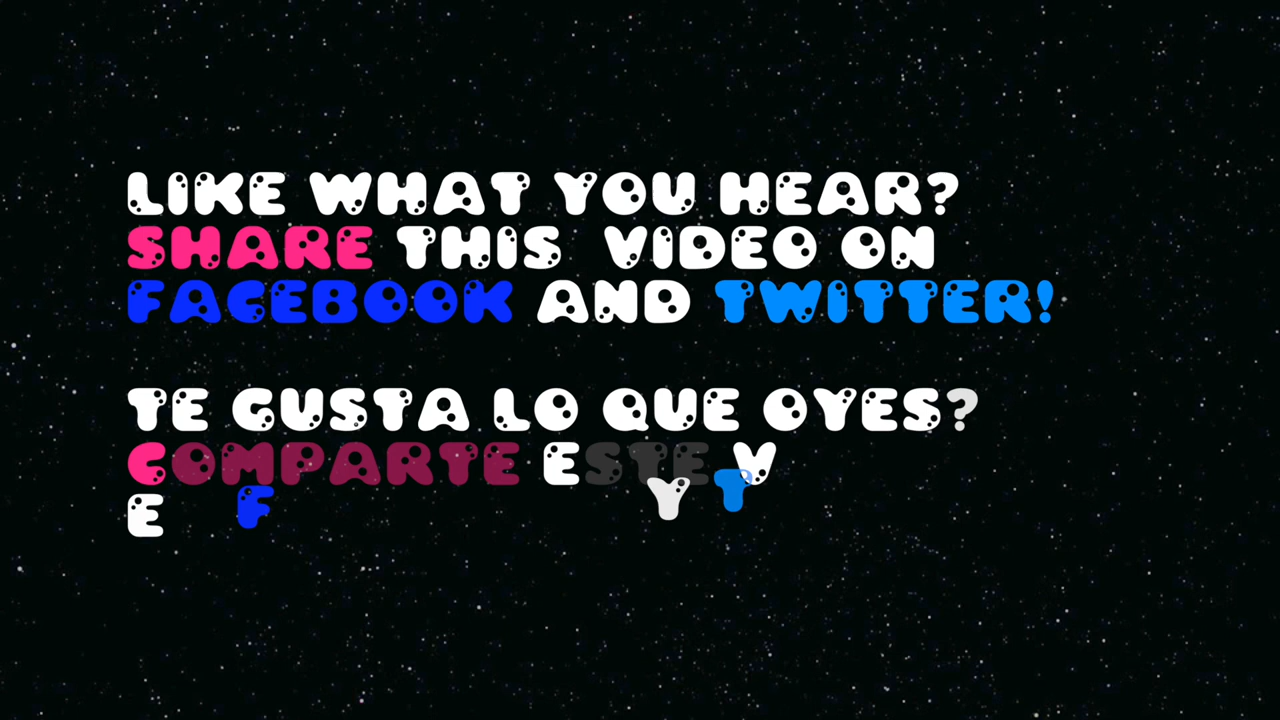 LIKE WHAT YOU HEAR?
SHARE THIS VIDEO ON
FACEBOOK AND TWITTER!
TE GUSTA LO QUE OYES?
COMPARTE ESTE V
E F Y T